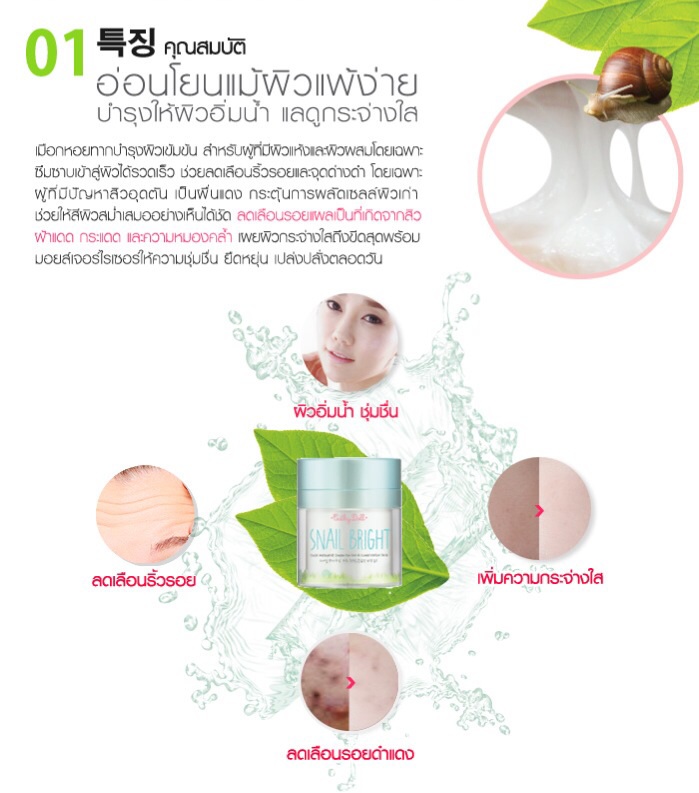 01 특징 คุณสมบัติ
อ่อนโยนแม้ผิวแพ้ง่าย
บำรุงให้ผิวอิ่มน้ำ แลดูกระจ่างใส
เมือกหอยทากบำรุงผิวเข้มข้น สำหรับผู้ที่มีผิวแห้งและผิวผสมโดยเฉพาะ
ซึมซาบเข้าสู่ผิวได้รวดเร็ว ช่วยลดเลือนริ้วรอยและจุดด่างดำ โดยเฉพาะ
ผู้ที่มีปัญหาสิวอุดตัน เป็นผื่นแดง กระตุ้นการผลัดเซลล์ผิวเก่า
ช่วยให้สีผิวสม่ำเสมออย่างเห็นได้ชัด ลดเลือนรอยแผลเป็นที่เกิดจากสิว
ฝ้าแดด กระแดด และความหมองคล้ำ เผยผิวกระจ่างใสถึงขีดสุดพร้อม
มอยส์เจอร์ไรเซอร์ให้ความชุ่มชื่น ยืดหยุ่น เปล่งปลั่งตลอดวัน
ผิวอิ่มน้ำ ชุ่มชื่น
Cathy Doll
SNAIL BRIGHT
ลดเลือนริ้วรอย
เพิ่มความกระจ่างใส
ลดเลือนรอยดำแดง